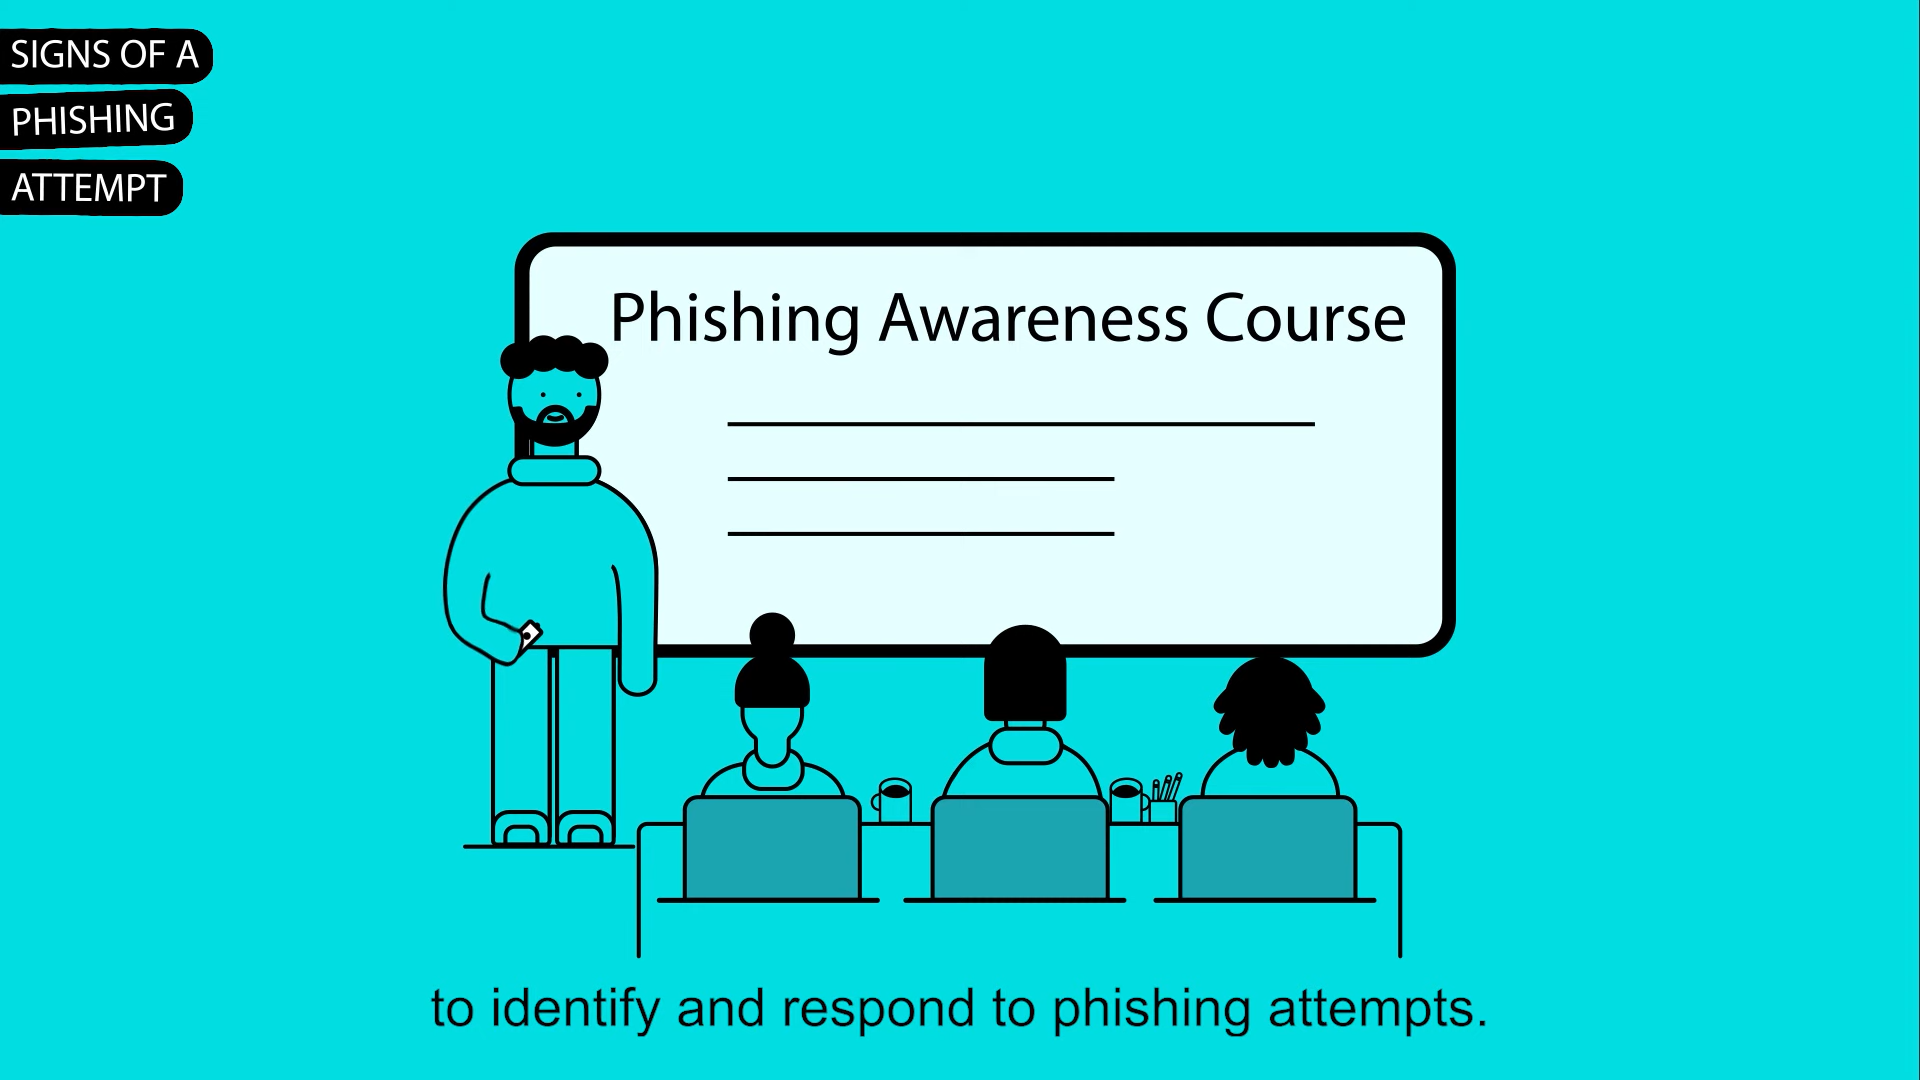 SIGNS OF A
PHISHING
ATTEMPT
Phishing Awareness Course
to identify and respond to phishing attempts.